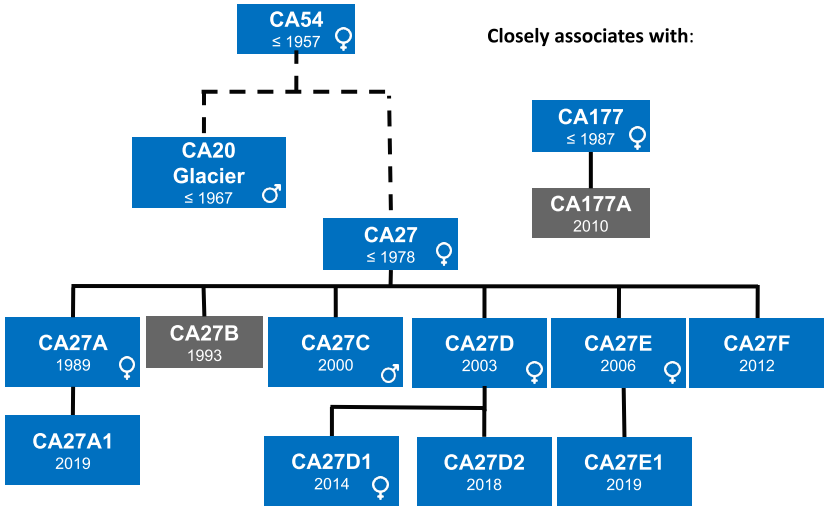 CA54
≤ 1957
♀
Closely associates with:
CA20
Glacier
≤ 1967
♂
CA177
≤ 1987
♀
CA177A
2010
CA27
≤ 1978
♀
CA27A
1989
♀
CA27B
1993
CA27C
2000
♂
CA27D
2003
♀
CA27E
2006
♀
CA27F
2012
CA27A1
2019
CA27D1
2014
♀
CA27D2
2018
CA27E1
2019